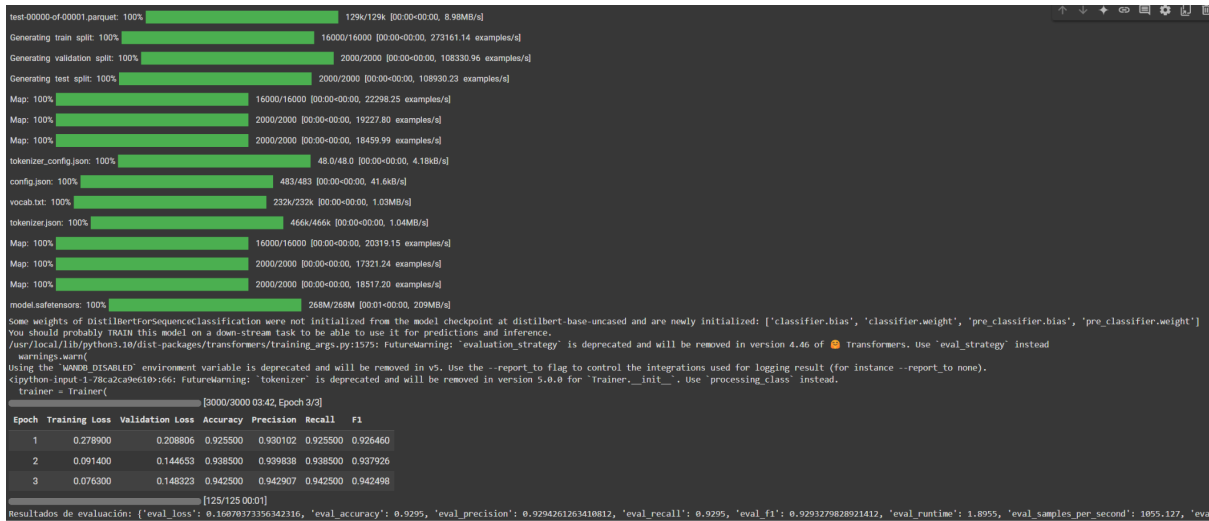 test-00000-of-00001.parquet: 100% 129k/129k [00:00<00:00, 8.98MB/s]
Generating train split: 100% 16000/16000 [00:00<00:00, 273161.14 examples/s]
Generating validation split: 100% 2000/2000 [00:00<00:00, 108330.96 examples/s]
Generating test split: 100% 2000/2000 [00:00<00:00, 108930.23 examples/s]
Map: 100% 16000/16000 [00:00<00:00, 22298.25 examples/s]
Map: 100% 2000/2000 [00:00<00:00, 19227.80 examples/s]
Map: 100% 2000/2000 [00:00<00:00, 18459.99 examples/s]
tokenizer_config.json: 100% 48.0/48.0 [00:00<00:00, 4.18kB/s]
config.json: 100% 483/483 [00:00<00:00, 41.6kB/s]
vocab.txt: 100% 232k/232k [00:00<00:00, 1.03MB/s]
tokenizer.json: 100% 466k/466k [00:00<00:00, 1.04MB/s]
Map: 100% 16000/16000 [00:00<00:00, 20319.15 examples/s]
Map: 100% 2000/2000 [00:00<00:00, 17321.24 examples/s]
Map: 100% 2000/2000 [00:00<00:00, 18517.20 examples/s]
model.safetensors: 100% 268M/268M [00:01<00:00, 209MB/s]
Some weights of DistilBertForSequenceClassification were not initialized from the model checkpoint at distilbert-base-uncased and are newly initialized: ['classifier.bias', 'classifier.weight', 'pre_classifier.bias', 'pre_classifier.weight']
You should probably TRAIN this model on a down-stream task to be able to use it for predictions and inference.
/usr/local/lib/python3.10/dist-packages/transformers/training_args.py:1575: FutureWarning: `evaluation_strategy` is deprecated and will be removed in version 4.46 of 🤗 Transformers. Use `eval_strategy` instead
warnings.warn(
Using the `WANDB_DISABLED` environment variable is deprecated and will be removed in v5. Use the --report_to flag to control the integrations used for logging result (for instance --report_to none).
<ipython-input-1-78ca2ca9e610>:66: FutureWarning: `tokenizer` is deprecated and will be removed in version 5.0.0 for `Trainer.__init__`. Use `processing_class` instead.
trainer = Trainer(
[3000/3000 03:42, Epoch 3/3]
Epoch Training Loss Validation Loss Accuracy Precision Recall F1
1 0.278900 0.208806 0.925500 0.930102 0.925500 0.926460
2 0.091400 0.144653 0.938500 0.939838 0.938500 0.937926
3 0.076300 0.148323 0.942500 0.942907 0.942500 0.942498
[125/125 00:01]
Resultados de evaluación: {'eval_loss': 0.16070373356342316, 'eval_accuracy': 0.9295, 'eval_precision': 0.9294261263410812, 'eval_recall': 0.9295, 'eval_f1': 0.9293279828921412, 'eval_runtime': 1.8955, 'eval_samples_per_second': 1055.127, 'eva